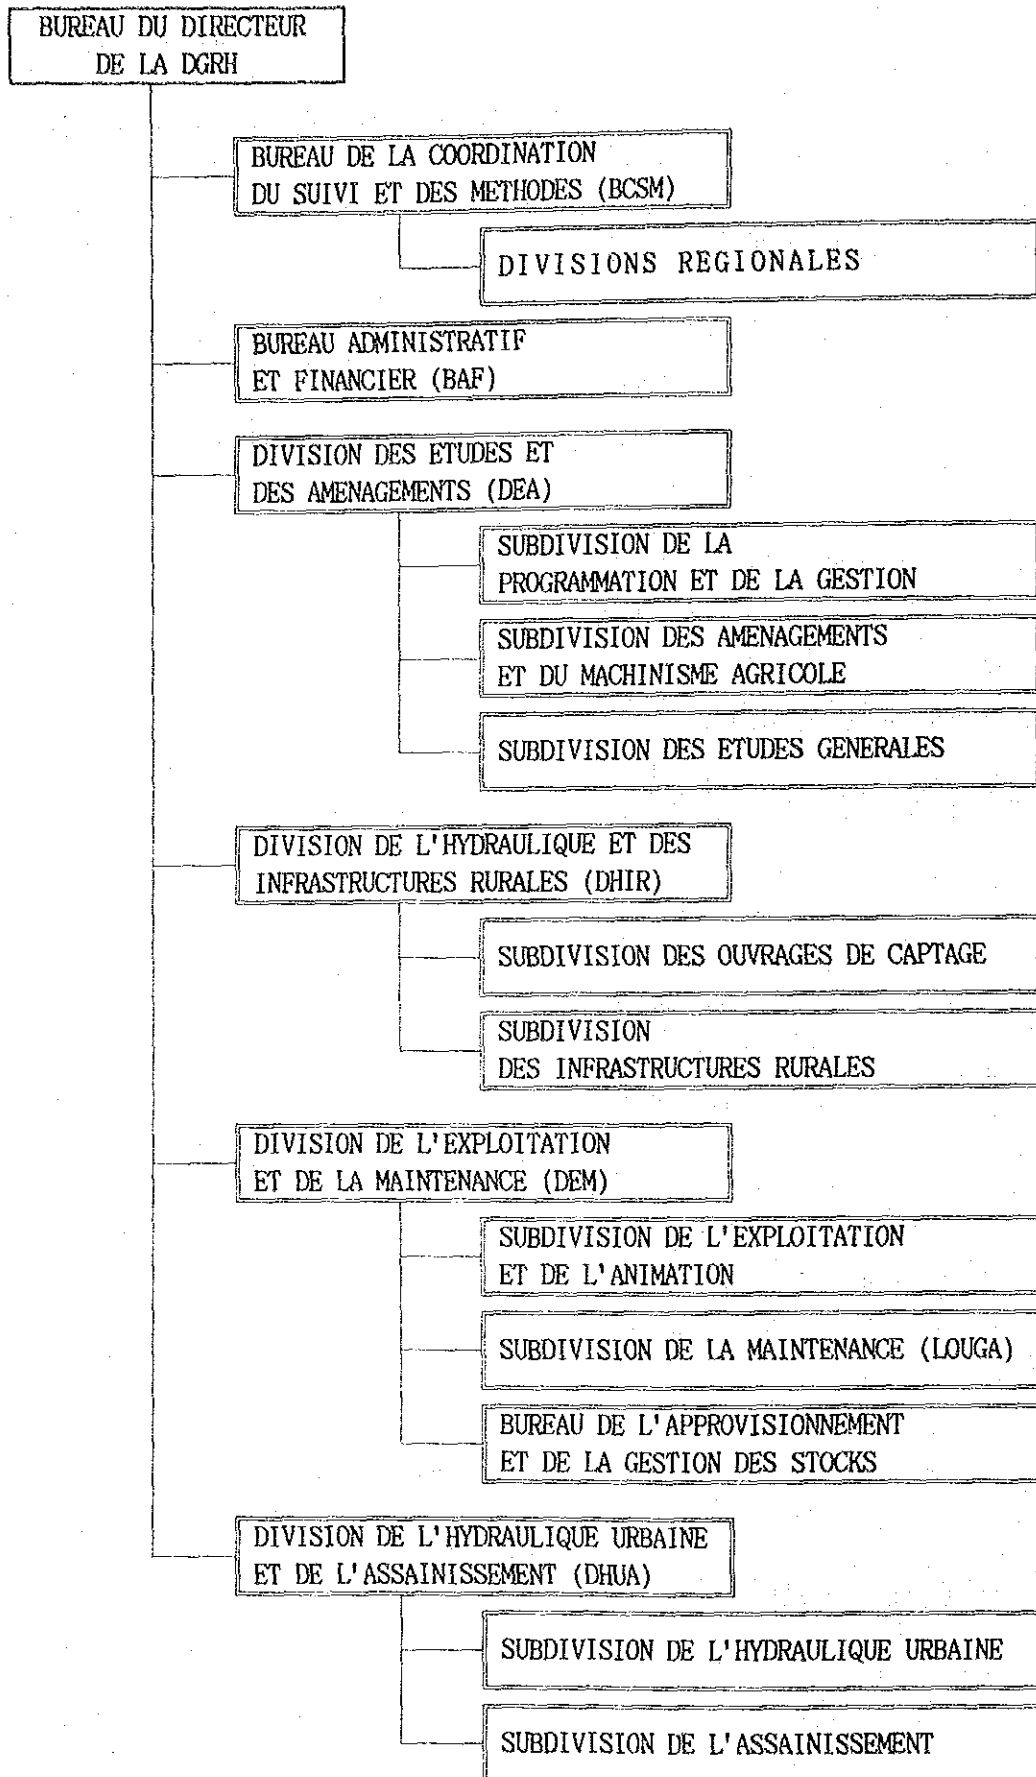 BUREAU DU DIRECTEUR
DE LA DGRH
BUREAU DE LA COORDINATION
DU SUIVI ET DES METHODES (BCSM)
DIVISIONS REGIONALES
BUREAU ADMINISTRATIF
ET FINANCIER (BAF)
DIVISION DES ETUDES ET
DES AMENAGEMENTS (DEA)
SUBDIVISION DE LA
PROGRAMMATION ET DE LA GESTION
SUBDIVISION DES AMENAGEMENTS
ET DU MACHINISME AGRICOLE
SUBDIVISION DES ETUDES GENERALES
DIVISION DE L'HYDRAULIQUE ET DES
INFRASTRUCTURES RURALES (DHIR)
SUBDIVISION DES OUVRAGES DE CAPTAGE
SUBDIVISION
DES INFRASTRUCTURES RURALES
DIVISION DE L'EXPLOITATION
ET DE LA MAINTENANCE (DEM)
SUBDIVISION DE L'EXPLOITATION
ET DE L'ANIMATION
SUBDIVISION DE LA MAINTENANCE (LOUGA)
BUREAU DE L'APPROVISIONNEMENT
ET DE LA GESTION DES STOCKS
DIVISION DE L'HYDRAULIQUE URBAINE
ET DE L'ASSAINISSEMENT (DHUA)
SUBDIVISION DE L'HYDRAULIQUE URBAINE
SUBDIVISION DE L'ASSAINISSEMENT